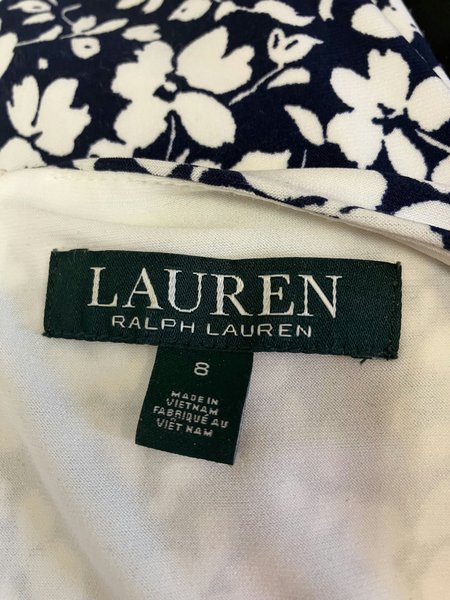 LAUREN
RALPH LAUREN
8
MADE IN
VIETNAM
FABRIQUÉ AU
VIÊT NAM